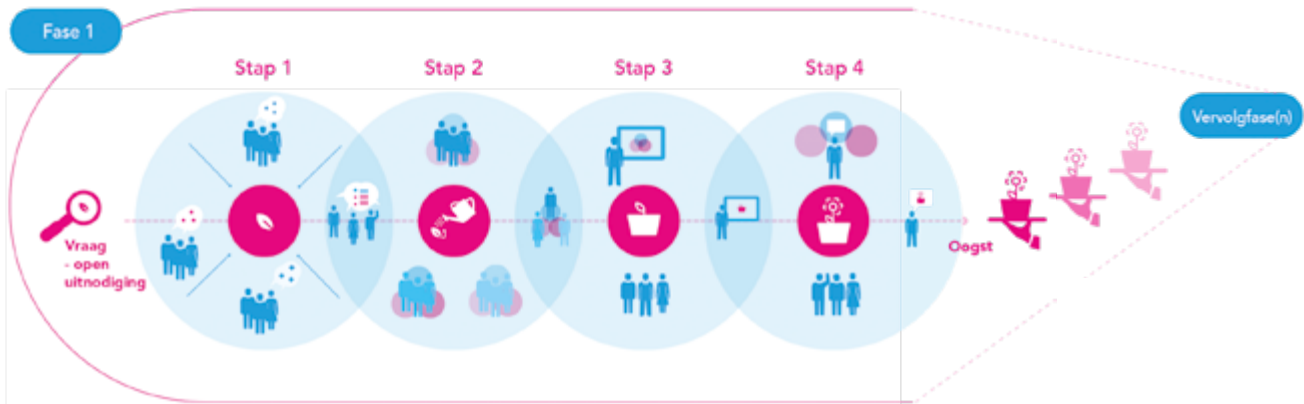 Fase 1
Stap 1
Stap 2
Stap 3
Stap 4
Vervolgfase(n)
Vraag
- open
uitnodiging
Oogst